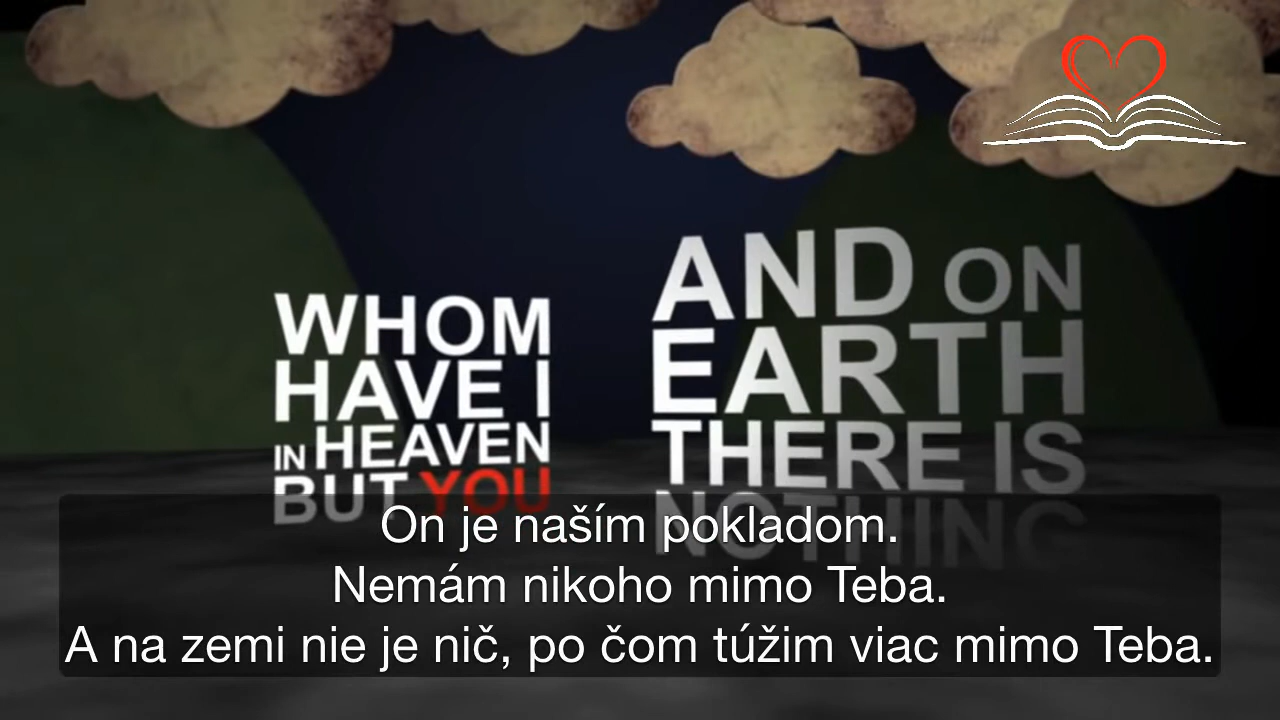 WHOM
HAVE I
IN HEAVEN
BUT YOU
AND ON
EARTH
THERE IS
NOTHING
On je naším pokladom.
Nemám nikoho mimo Teba.
A na zemi nie je nič, po čom túžim viac mimo Teba.